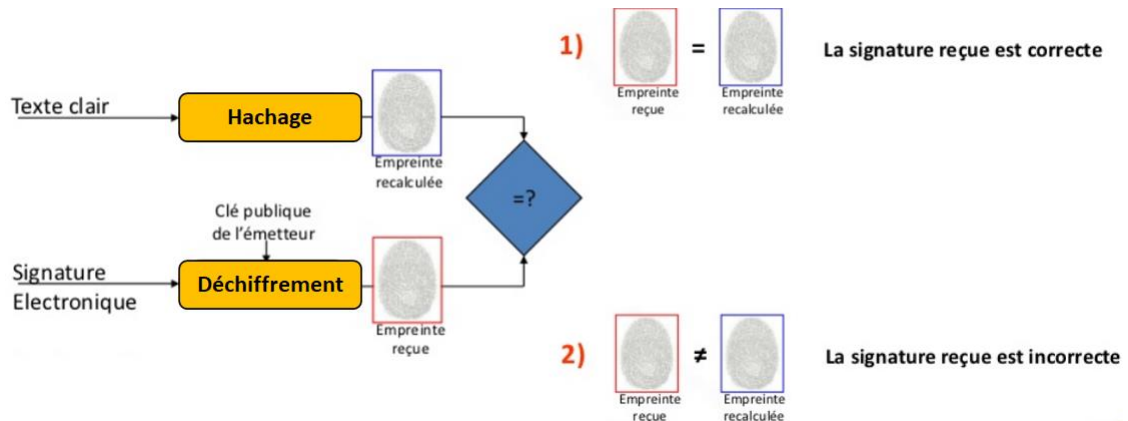 Texte clair
Hachage
Empreinte
recalculée
Clé publique
de l'émetteur
Signature
Electronique
Déchiffrement
Empreinte
reçue
=?
1)
=
Empreinte
reçue
Empreinte
recalculée
La signature reçue est correcte
2)
≠
Empreinte
recue
Empreinte
recalculée
La signature reçue est incorrecte